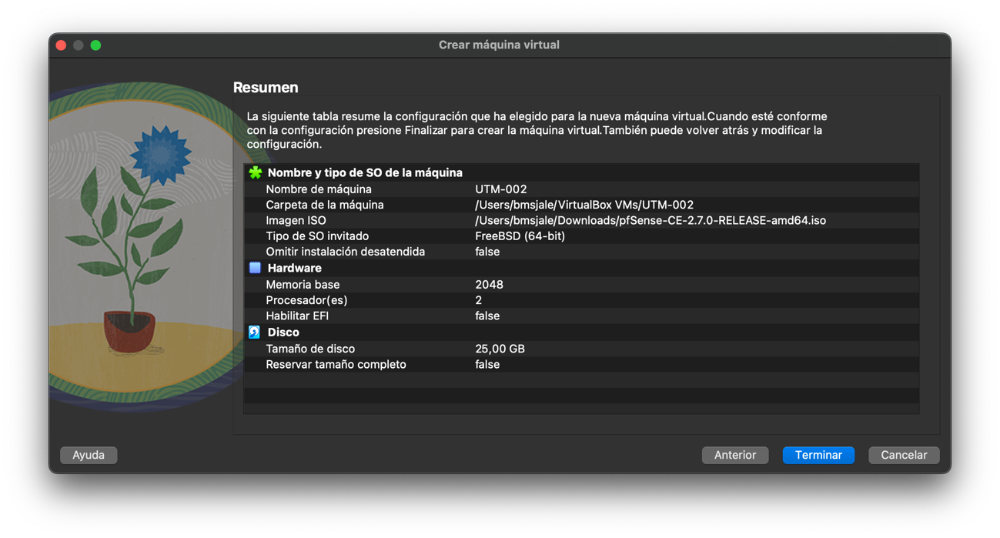 Crear máquina virtual
Resumen
La siguiente tabla resume la configuración que ha elegido para la nueva máquina virtual.Cuando esté conforme
con la configuración presione Finalizar para crear la máquina virtual.También puede volver atrás y modificar la
configuración.
Nombre y tipo de SO de la máquina
Nombre de máquina UTM-002
Carpeta de la máquina /Users/bmsjale/VirtualBox VMs/UTM-002
Imagen ISO /Users/bmsjale/Downloads/pfSense-CE-2.7.0-RELEASE-amd64.iso
Tipo de SO invitado FreeBSD (64-bit)
Omitir instalación desatendida false
Hardware
Memoria base 2048
Procesador(es) 2
Habilitar EFI false
Disco
Tamaño de disco 25,00 GB
Reservar tamaño completo false
Ayuda Anterior Terminar Cancelar